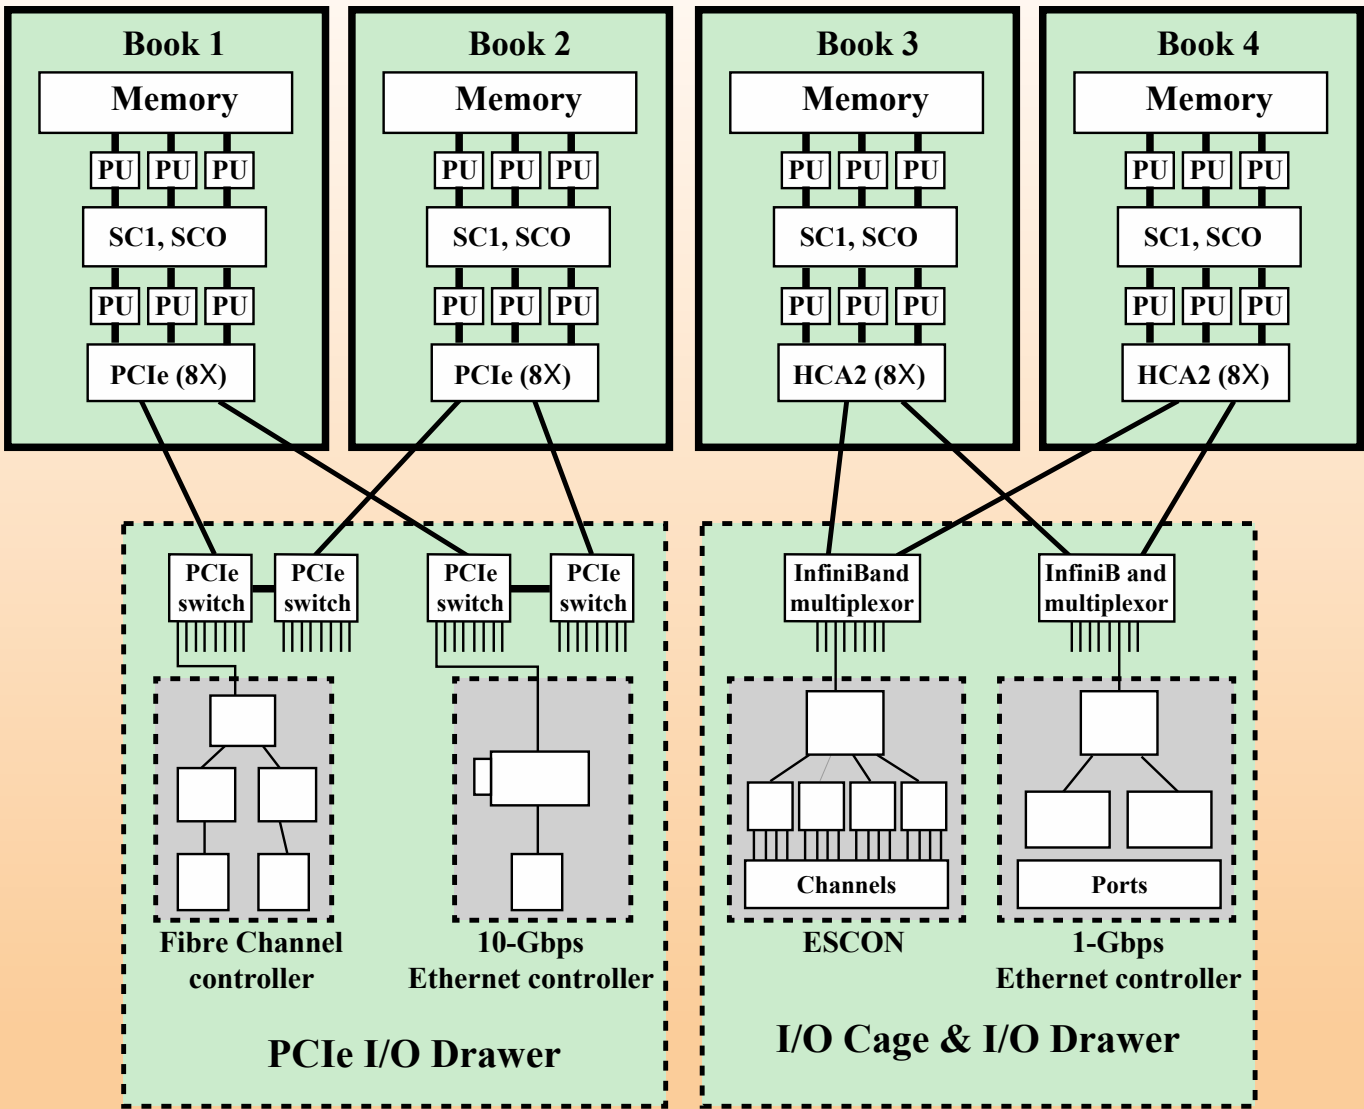 Book 1
Memory
PU PU PU
SC1, SCO
PU PU PU
PCIe (8X)
Book 2
Memory
PU PU PU
SC1, SCO
PU PU PU
PCIe (8X)
Book 3
Memory
PU PU PU
SC1, SCO
PU PU PU
HCA2 (8X)
Book 4
Memory
PU PU PU
SC1, SCO
PU PU PU
HCA2 (8X)
PCIe
switch
PCIe
switch
PCIe
switch
PCIe
switch
Fibre Channel
controller
10-Gbps
Ethernet controller
PCIe I/O Drawer
InfiniBand
multiplexor
InfiniB and
multiplexor
Channels
ESCON
Ports
1-Gbps
Ethernet controller
I/O Cage & I/O Drawer